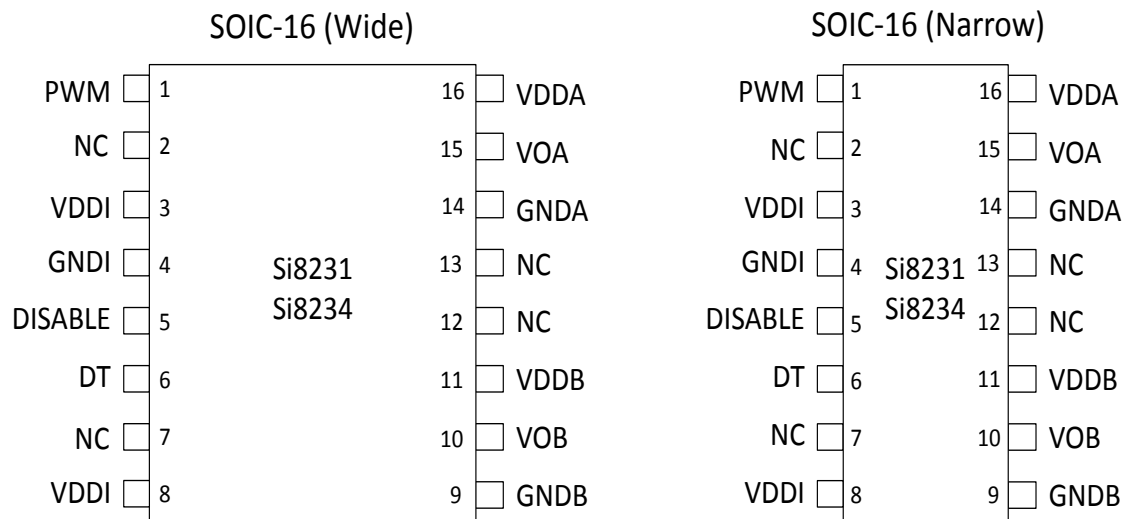 SOIC-16 (Wide)
PWM 1 16 VDDA
NC 2 15 VOA
VDDI 3 14 GNDA
GNDI 4 13 NC
Si8231
Si8234
DISABLE 5 12 NC
DT 6 11 VDDB
NC 7 10 VOB
VDDI 8 9 GNDB
SOIC-16 (Narrow)
PWM 1 16 VDDA
NC 2 15 VOA
VDDI 3 14 GNDA
GNDI 4 13 NC
Si8231
Si8234
DISABLE 5 12 NC
DT 6 11 VDDB
NC 7 10 VOB
VDDI 8 9 GNDB